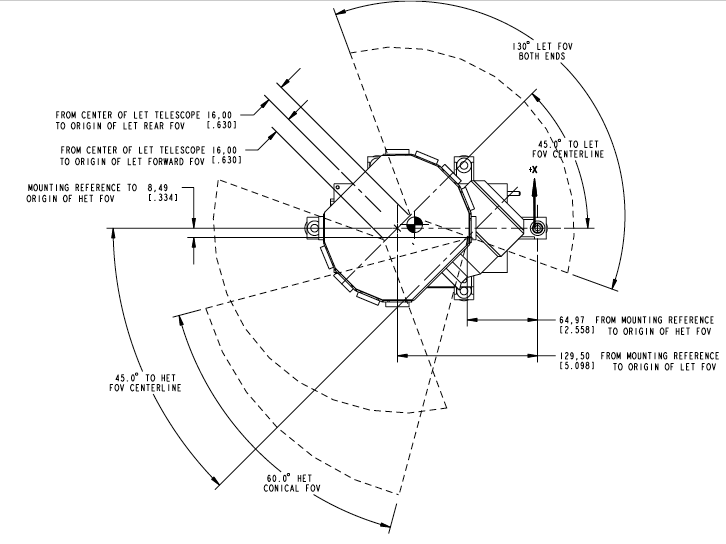 130° LET FOV
BOTH ENDS
FROM CENTER OF LET TELESCOPE 16,00
TO ORIGIN OF LET REAR FOV [.630]
45.0° TO LET
FOV CENTERLINE
FROM CENTER OF LET TELESCOPE 16,00
TO ORIGIN OF LET FORWARD FOV [.630]
+X
MOUNTING REFERENCE TO 8,49
ORIGIN OF HET FOV [.334]
64,97 FROM MOUNTING REFERENCE
[2.558] TO ORIGIN OF HET FOV
129,50 FROM MOUNTING REFERENCE
[5.098] TO ORIGIN OF LET FOV
45.0° TO HET
FOV CENTERLINE
60.0° HET
CONICAL FOV